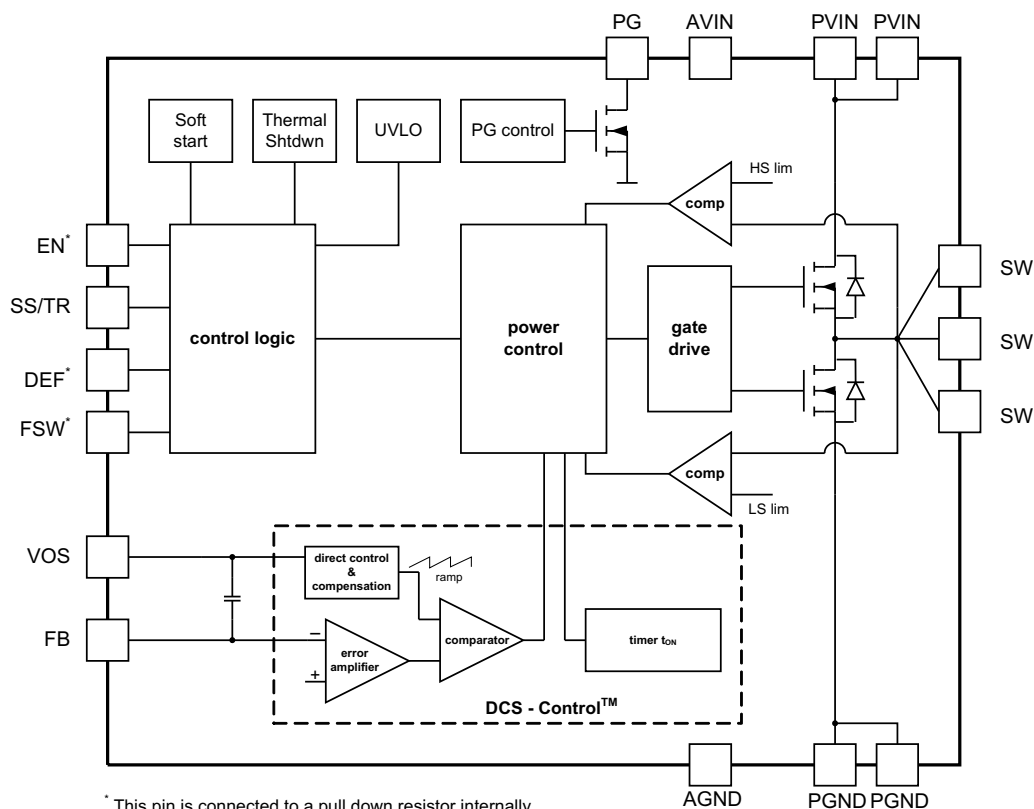 PG
AVIN
PVIN
PVIN
Soft
start
Thermal
Shtdwn
UVLO
PG control
HS lim
comp
EN*
SS/TR
DEF*
FSW*
control logic
power
control
gate
drive
SW
SW
SW
comp
LS lim
VOS
FB
direct control
&
compensation
ramp
−
+
error
amplifier
comparator
timer tON
DCS - Control™
AGND
PGND
PGND
* This pin is connected to a pull down resistor internally